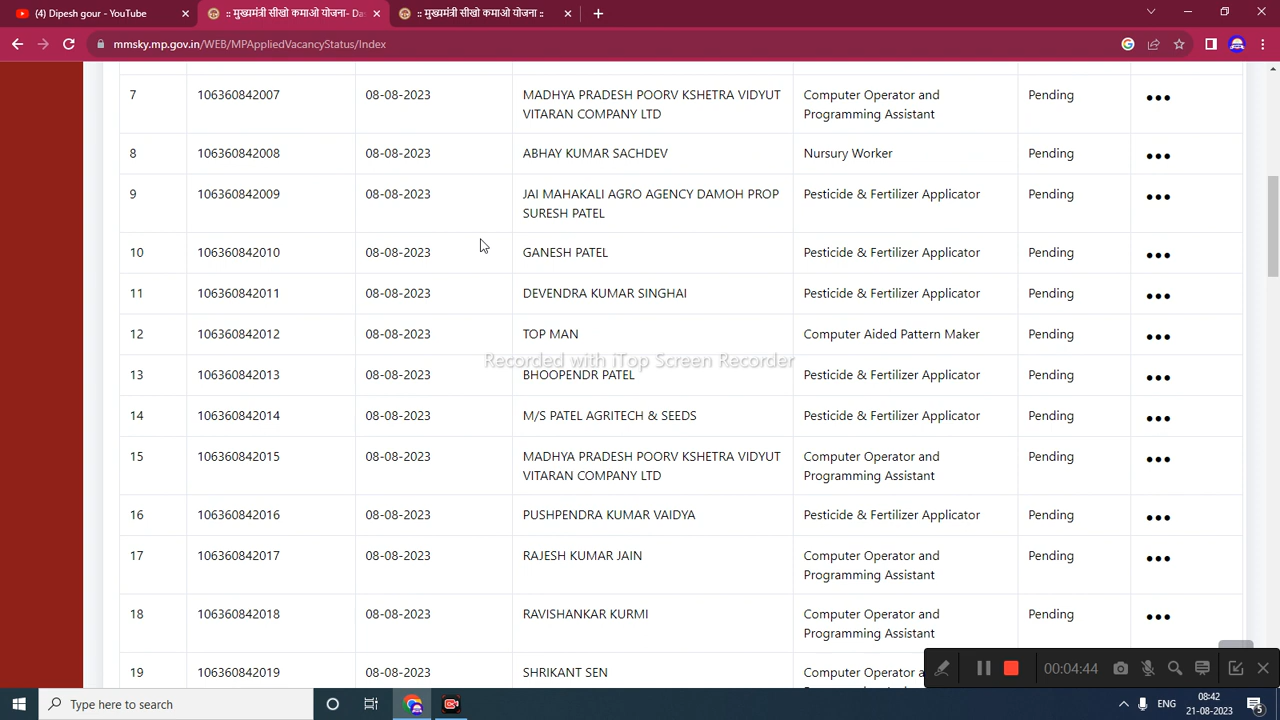 (4) Dipesh gour - YouTube
:: मुख्यमंत्री सीखो कमाओ योजना- Da
:: मुख्यमंत्री सीखो कमाओ योजना ::
mmsky.mp.gov.in/WEB/MPAppliedVacancyStatus/Index
7 106360842007 08-08-2023 MADHYA PRADESH POORV KSHETRA VIDYUT Computer Operator and Pending
VITARAN COMPANY LTD Programming Assistant
8 106360842008 08-08-2023 ABHAY KUMAR SACHDEV Nursury Worker Pending
9 106360842009 08-08-2023 JAI MAHAKALI AGRO AGENCY DAMOH PROP Pesticide & Fertilizer Applicator Pending
SURESH PATEL
10 106360842010 08-08-2023 GANESH PATEL Pesticide & Fertilizer Applicator Pending
11 106360842011 08-08-2023 DEVENDRA KUMAR SINGHAI Pesticide & Fertilizer Applicator Pending
12 106360842012 08-08-2023 TOP MAN Computer Aided Pattern Maker Pending
Recorded with iTop Screen Recorder
13 106360842013 08-08-2023 BHOOPENDR PATEL Pesticide & Fertilizer Applicator Pending
14 106360842014 08-08-2023 M/S PATEL AGRITECH & SEEDS Pesticide & Fertilizer Applicator Pending
15 106360842015 08-08-2023 MADHYA PRADESH POORV KSHETRA VIDYUT Computer Operator and Pending
VITARAN COMPANY LTD Programming Assistant
16 106360842016 08-08-2023 PUSHPENDRA KUMAR VAIDYA Pesticide & Fertilizer Applicator Pending
17 106360842017 08-08-2023 RAJESH KUMAR JAIN Computer Operator and Pending
Programming Assistant
18 106360842018 08-08-2023 RAVISHANKAR KURMI Computer Operator and Pending
Programming Assistant
19 106360842019 08-08-2023 SHRIKANT SEN Computer Operator
00:04:44
Type here to search
ENG
08:42
21-08-2023
5